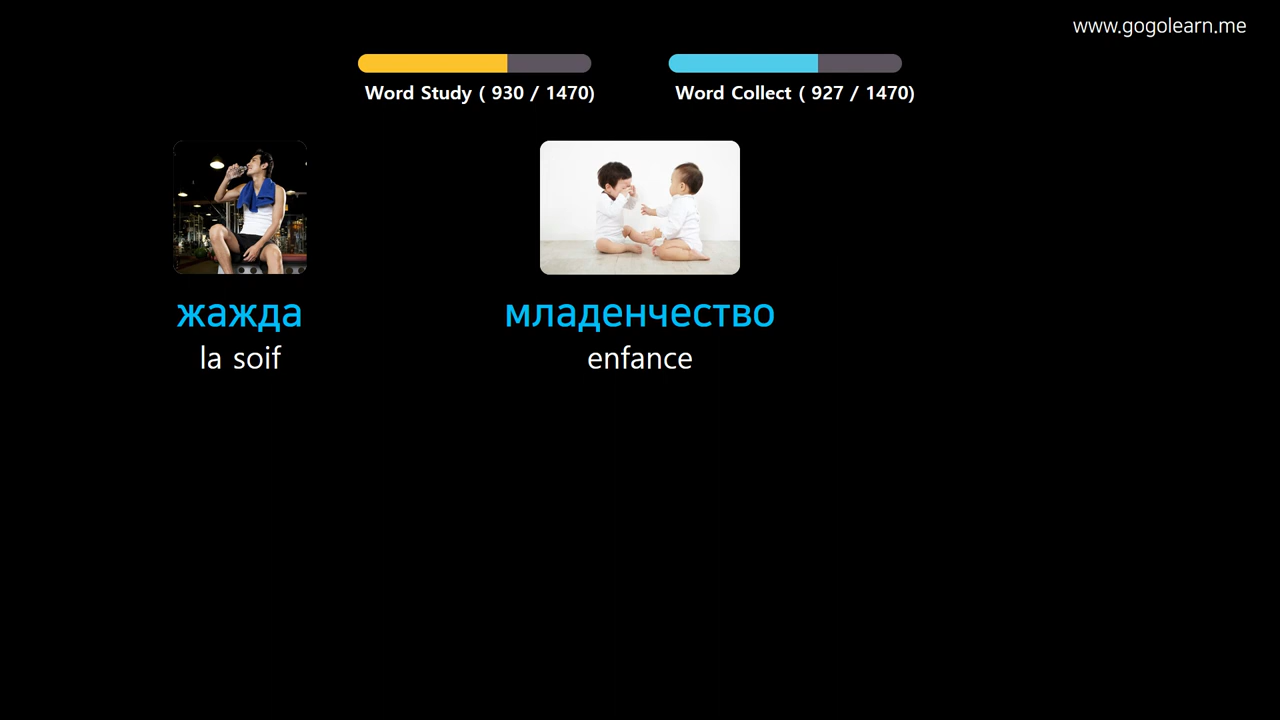 www.gogolearn.me
Word Study ( 930 / 1470)
Word Collect ( 927 / 1470)
жажда
la soif
младенчество
enfance